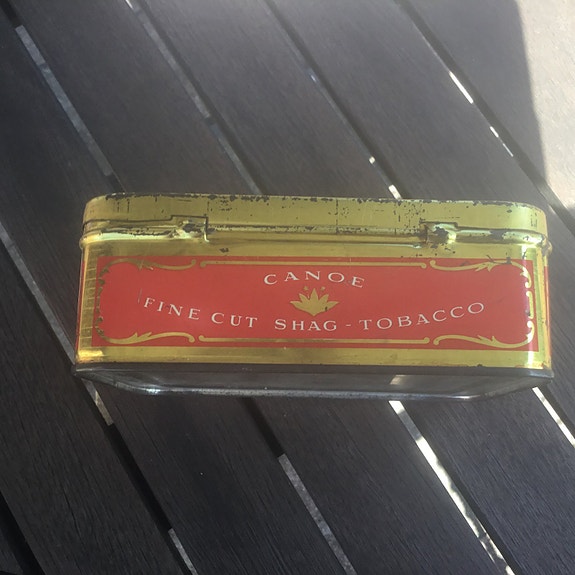 CANOE
FINE CUT SHAG - TOBACCO